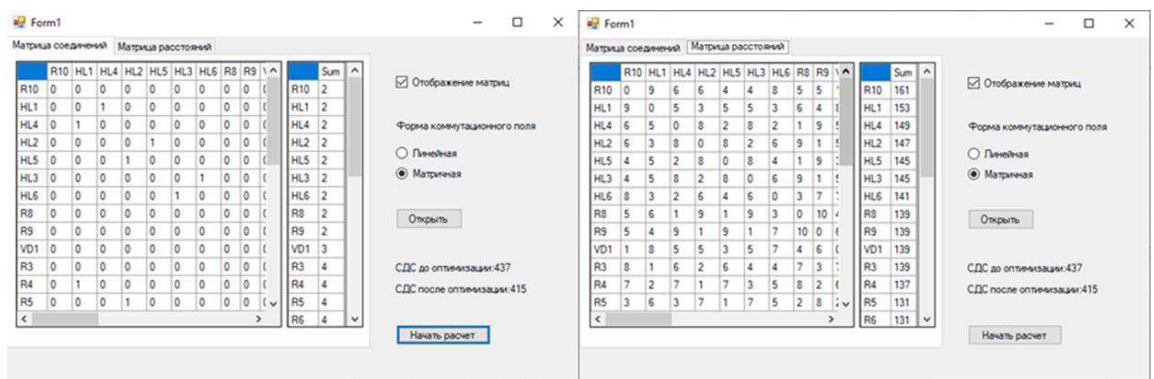 Form1
Матрица соединений Матрица расстояний
R10 HL1 HL4 HL2 HL5 HL3 HL6 R8 R9
R10 0 0 0 0 0 0 0 0 0
HL1 0 0 1 0 0 0 0 0 0
HL4 0 1 0 0 0 0 0 0 0
HL2 0 0 0 0 1 0 0 0 0
HL5 0 0 0 1 0 0 0 0 0
HL3 0 0 0 0 0 0 1 0 0
HL6 0 0 0 0 0 1 0 0 0
R8 0 0 0 0 0 0 0 0 0
R9 0 0 0 0 0 0 0 0 0
VD1 0 0 0 0 0 0 0 0 0
R3 0 0 0 0 0 0 0 0 0
R4 0 1 0 0 0 0 0 0 0
R5 0 0 0 1 0 0 0 0 0
Sum
R10 2
HL1 2
HL4 2
HL2 2
HL5 2
HL3 2
HL6 2
R8 2
R9 2
VD1 3
R3 4
R4 4
R5 4
R6 4
Отображение матриц
Форма коммутационного поля
Линейная
Матричная
Открыть
СДС до оптимизации:437
СДС после оптимизации:415
Начать расчет
Form1
Матрица соединений Матрица расстояний
R10 HL1 HL4 HL2 HL5 HL3 HL6 R8 R9
R10 0 9 6 6 4 4 8 5 5
HL1 9 0 5 3 5 5 3 6 4
HL4 6 5 0 8 2 8 2 1 9
HL2 6 3 8 0 8 2 6 9 1
HL5 4 5 2 8 0 8 4 1 9
HL3 4 5 8 2 8 0 6 9 1
HL6 8 3 2 6 4 6 0 3 7
R8 5 6 1 9 1 9 3 0 10
R9 5 4 9 1 9 1 7 10 0
VD1 1 8 5 5 3 5 7 4 6
R3 8 1 6 2 6 4 4 7 3
R4 7 2 7 1 7 3 5 8 2
R5 3 6 3 7 1 7 5 2 8
Sum
R10 161
HL1 153
HL4 149
HL2 147
HL5 145
HL3 145
HL6 141
R8 139
R9 139
VD1 139
R3 139
R4 137
R5 131
R6 131
Отображение матриц
Форма коммутационного поля
Линейная
Матричная
Открыть
СДС до оптимизации:437
СДС после оптимизации:415
Начать расчет